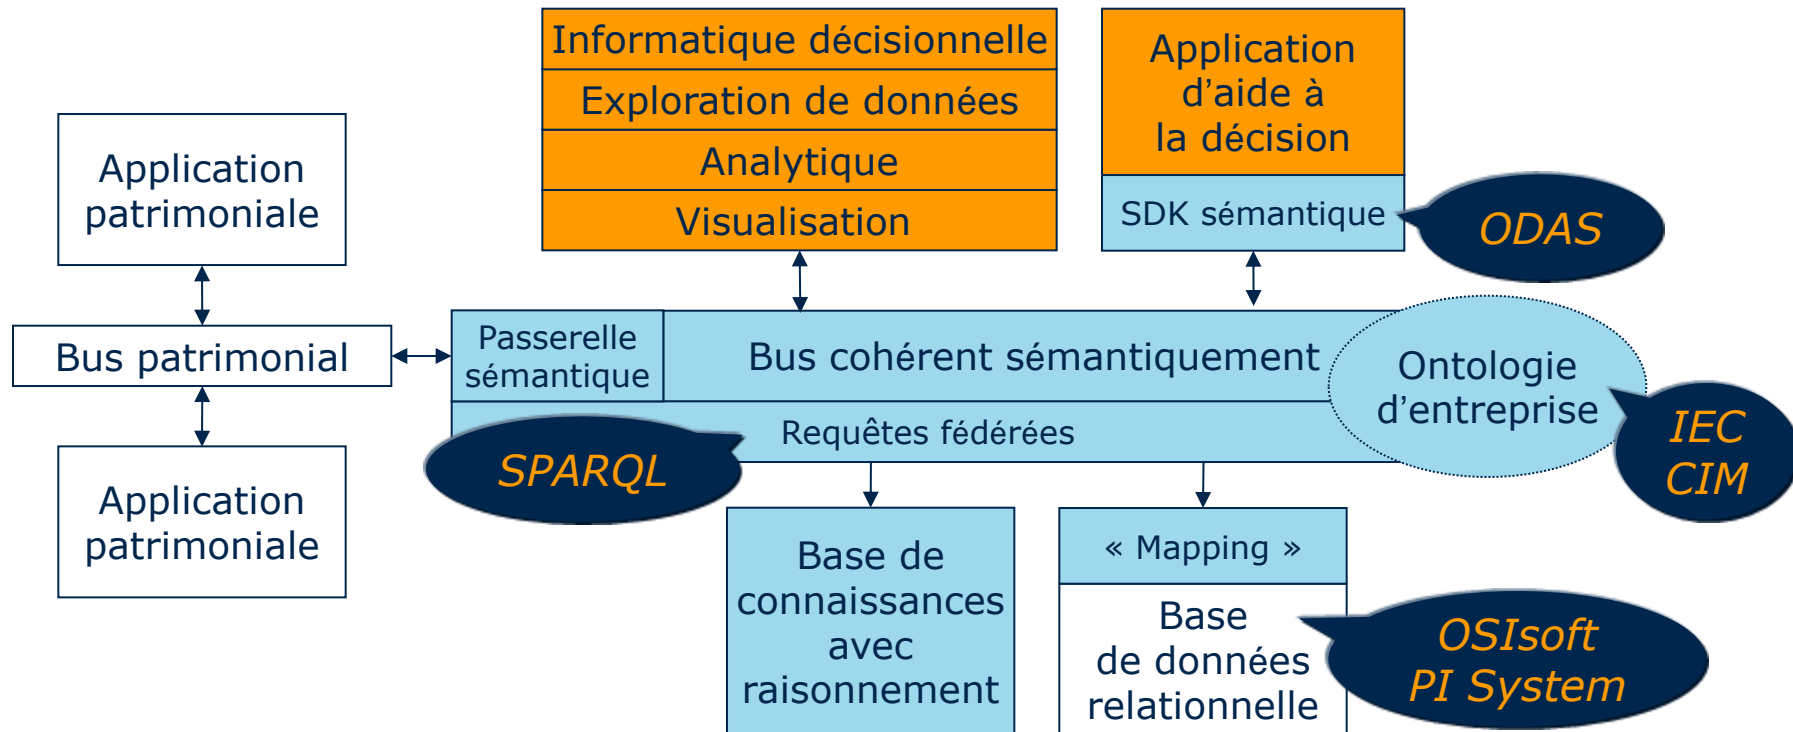 Informatique décisionnelle
Exploration de données
Analytique
Visualisation
Application
d'aide à
la décision
SDK sémantique
ODAS
Application
patrimoniale
Bus patrimonial
Application
patrimoniale
Passerelle
sémantique
Bus cohérent sémantiquement
Ontologie
d'entreprise
IEC
CIM
Requêtes fédérées
SPARQL
Base de
connaissances
avec
raisonnement
« Mapping »
Base
de données
relationnelle
OSIsoft
PI System